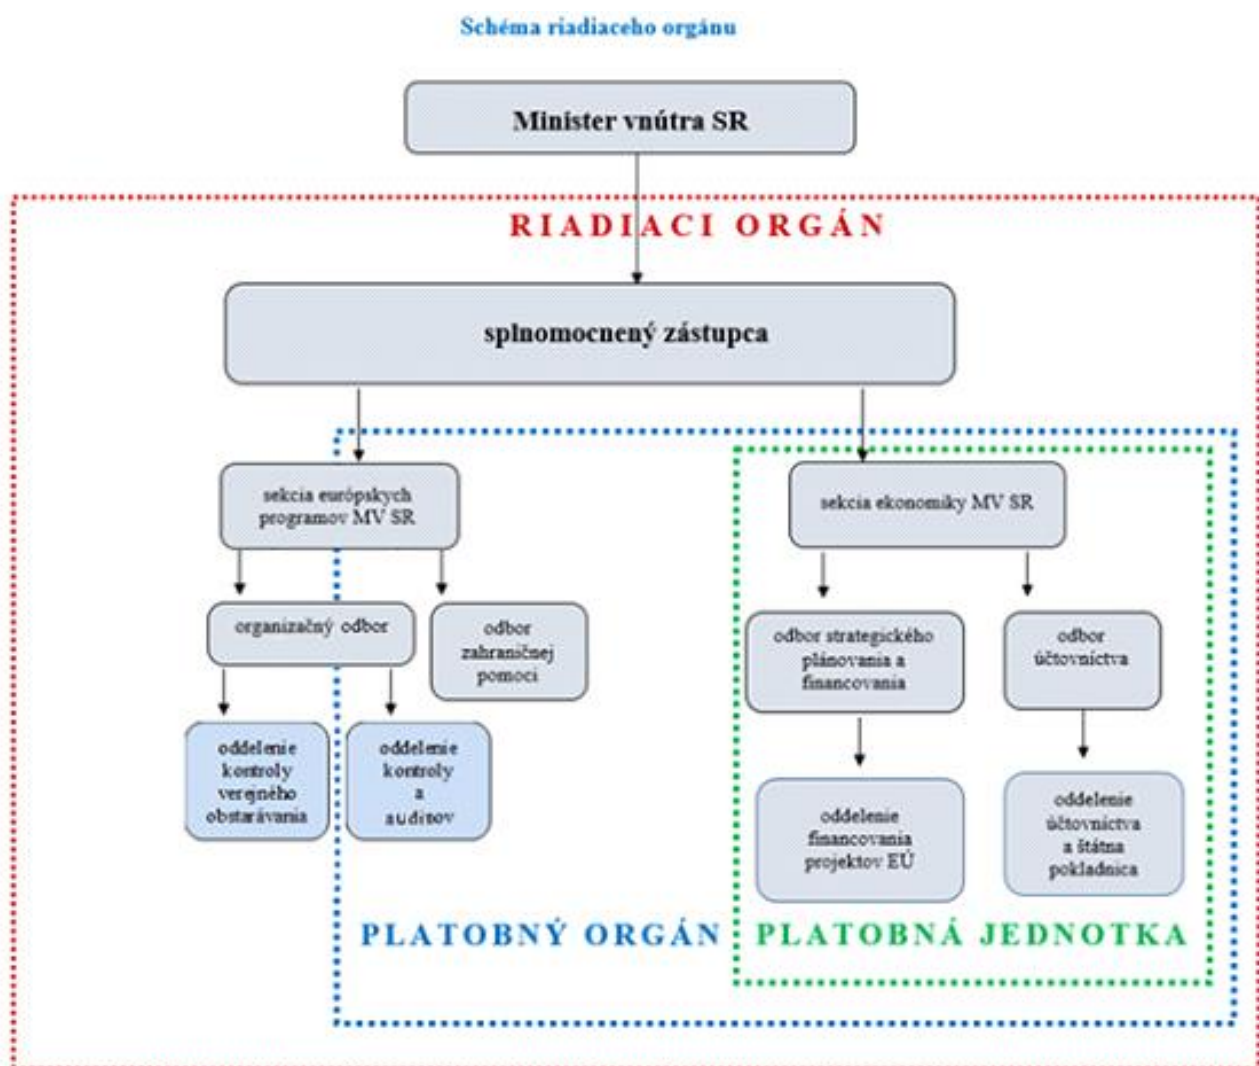 Schéma riadiaceho orgánu
Minister vnútra SR
RIADIACI ORGÁN
splnomocnený zástupca
sekcia európskych
programov MV SR
sekcia ekonomiky MV SR
organizačný odbor
odbor
zahraničnej
pomoci
odbor strategického
plánovania a
financovania
odbor
účtovníctva
oddelenie
kontroly
verejného
obstarávania
oddelenie
kontroly
a
auditov
oddelenie
financovania
projektov EÚ
oddelenie
účtovníctva
a štátna
pokladnica
PLATOBNÝ ORGÁN
PLATOBNÁ JEDNOTKA